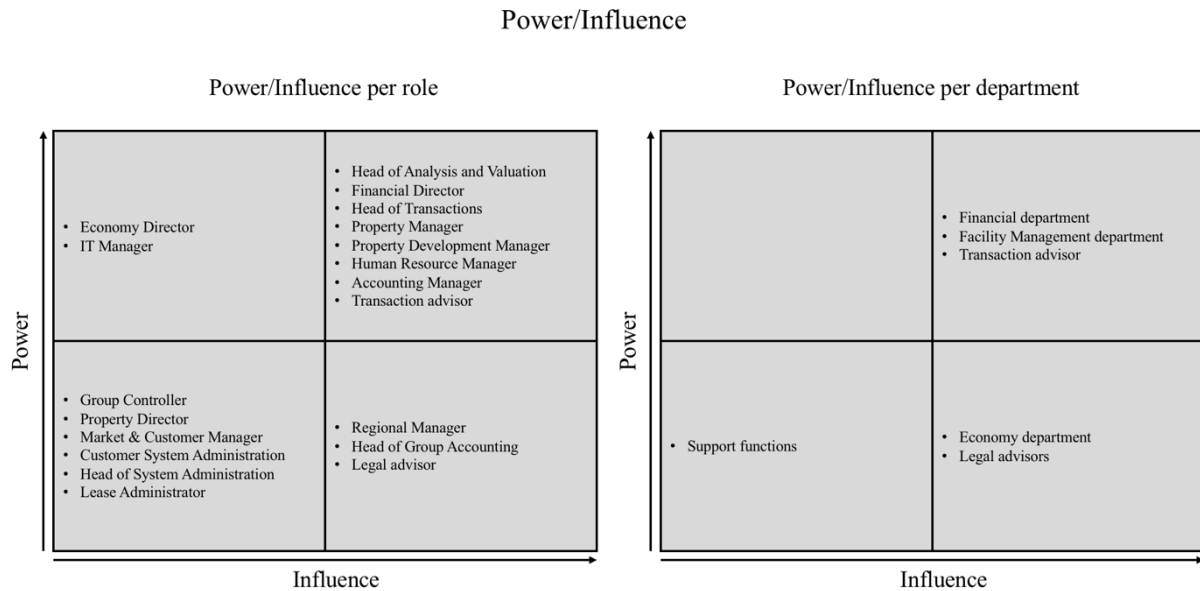 Power/Influence
Power/Influence per role
Power
• Economy Director
• IT Manager
• Head of Analysis and Valuation
• Financial Director
• Head of Transactions
• Property Manager
• Property Development Manager
• Human Resource Manager
• Accounting Manager
• Transaction advisor
• Group Controller
• Property Director
• Market & Customer Manager
• Customer System Administration
• Head of System Administration
• Lease Administrator
• Regional Manager
• Head of Group Accounting
• Legal advisor
Influence
Power/Influence per department
Power
• Financial department
• Facility Management department
• Transaction advisor
• Support functions
• Economy department
• Legal advisors
Influence